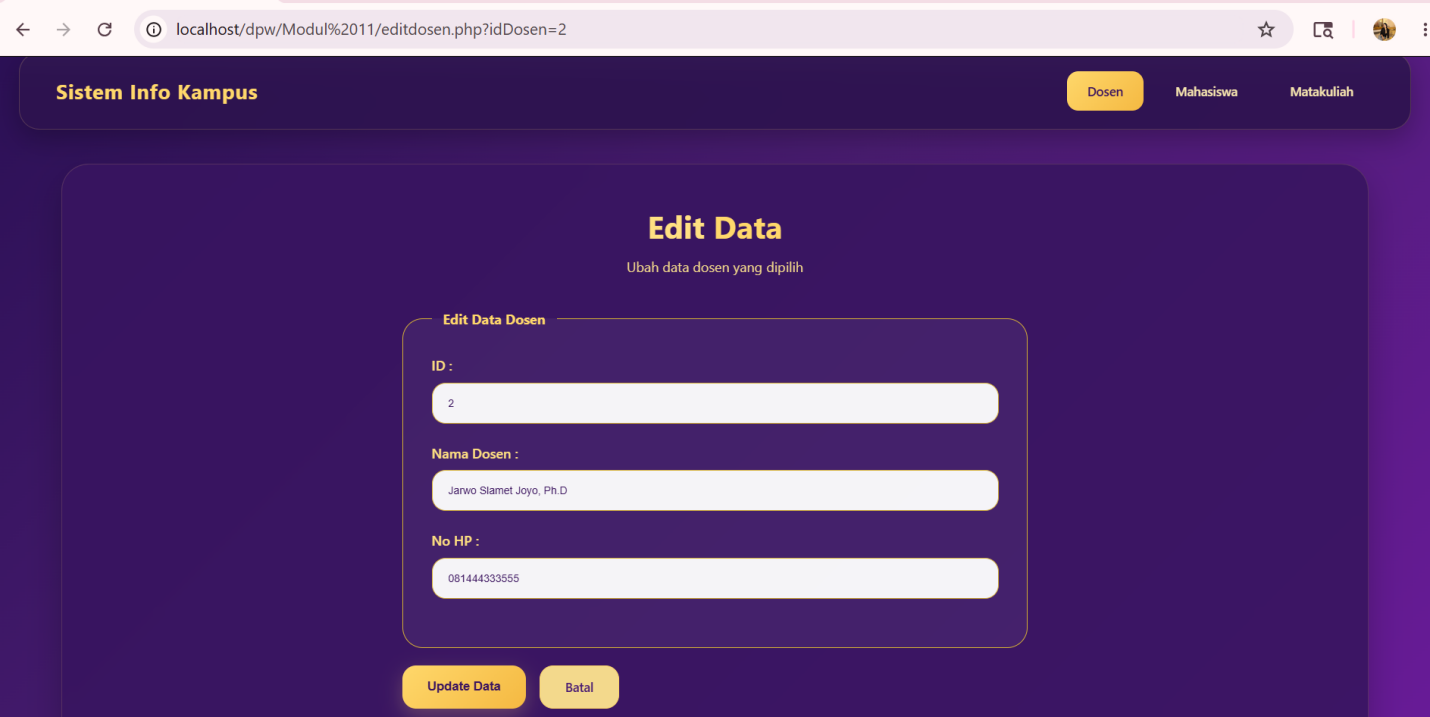 localhost/dpw/Modul%2011/editdosen.php?idDosen=2
Sistem Info Kampus
Dosen
Mahasiswa
Matakuliah
Edit Data
Ubah data dosen yang dipilih
Edit Data Dosen
ID :
2
Nama Dosen :
Jarwo Slamet Joyo, Ph.D
No HP :
081444333555
Update Data
Batal